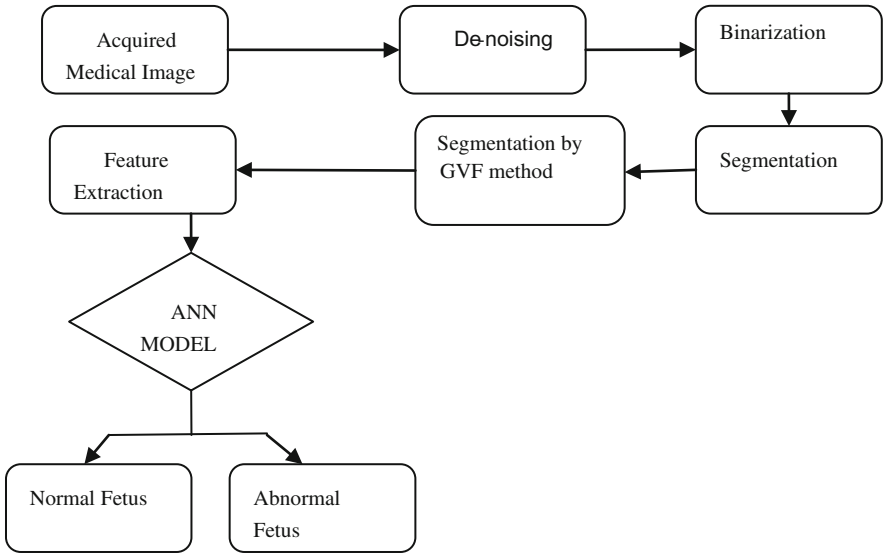 Acquired
Medical Image
De-noising
Binarization
Segmentation
Segmentation by
GVF method
Feature
Extraction
ANN
MODEL
Normal Fetus
Abnormal
Fetus